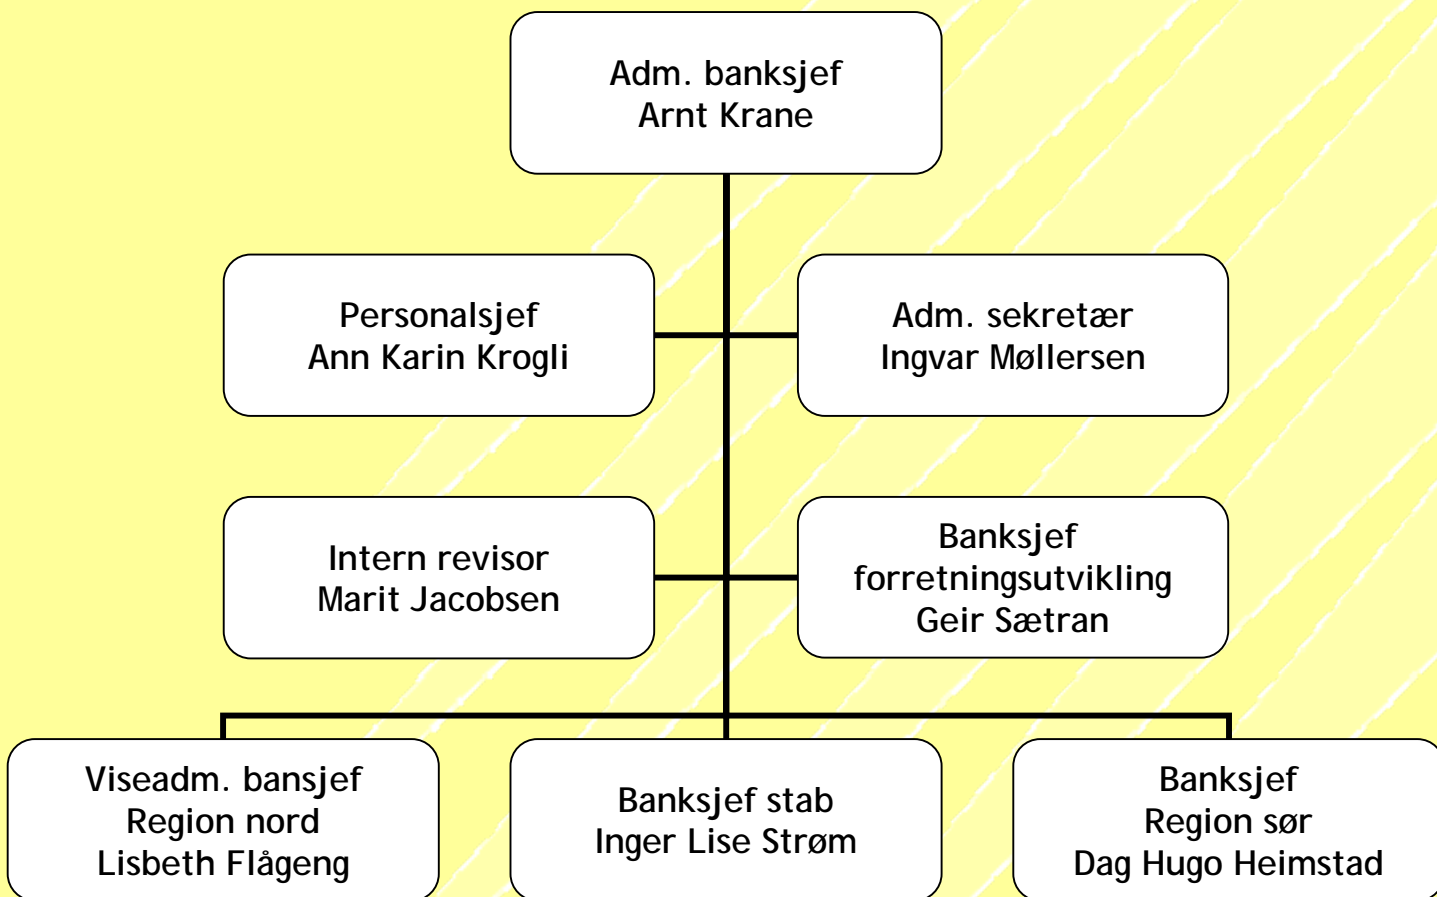 Adm. banksjef
Arnt Krane
Personalsjef
Ann Karin Krogli
Adm. sekretær
Ingvar Møllersen
Intern revisor
Marit Jacobsen
Banksjef
forretningsutvikling
Geir Sætran
Viseadm. bansjef
Region nord
Lisbeth Flågeng
Banksjef stab
Inger Lise Strøm
Banksjef
Region sør
Dag Hugo Heimstad